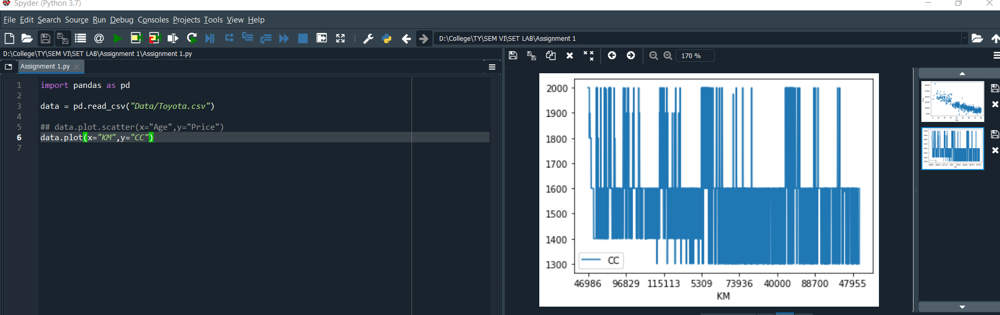 Spyder (Python 3.7)
File Edit Search Source Run Debug Consoles Projects Tools View Help
D:\College\TY\SEM VI\SET LAB\Assignment 1
D:\College\TY\SEM VI\SET LAB\Assignment 1\Assignment 1.py
170 %
Assignment 1.py
1 import pandas as pd
2
3 data = pd.read_csv("Data/Toyota.csv")
4
5 ## data.plot.scatter(x="Age",y="Price")
6 data.plot(x="KM",y="CC")
7
2000
1900
1800
1700
1600
1500
1400
1300
CC
46986 96829 115113 5309 73936 40000 88700 47955
KM